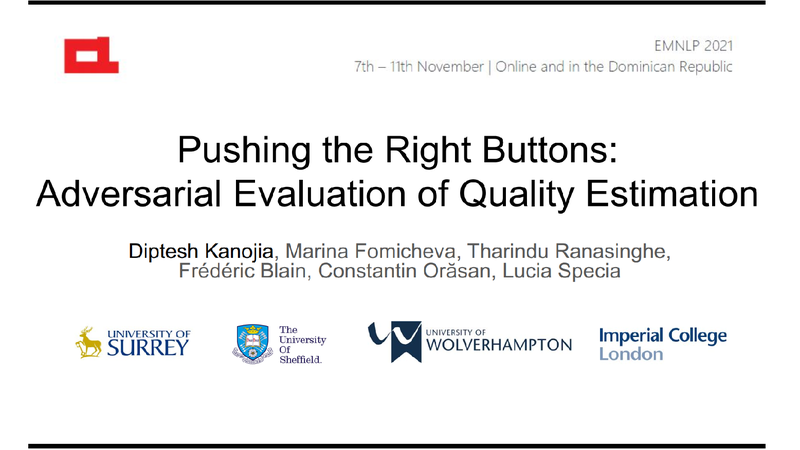 EMNLP 2021
7th – 11th November | Online and in the Dominican Republic
Pushing the Right Buttons:
Adversarial Evaluation of Quality Estimation
Diptesh Kanojia, Marina Fomicheva, Tharindu Ranasinghe,
Frédéric Blain, Constantin Orăsan, Lucia Specia
UNIVERSITY OF
SURREY
The
University
Of
Sheffield.
UNIVERSITY OF
WOLVERHAMPTON
Imperial College
London